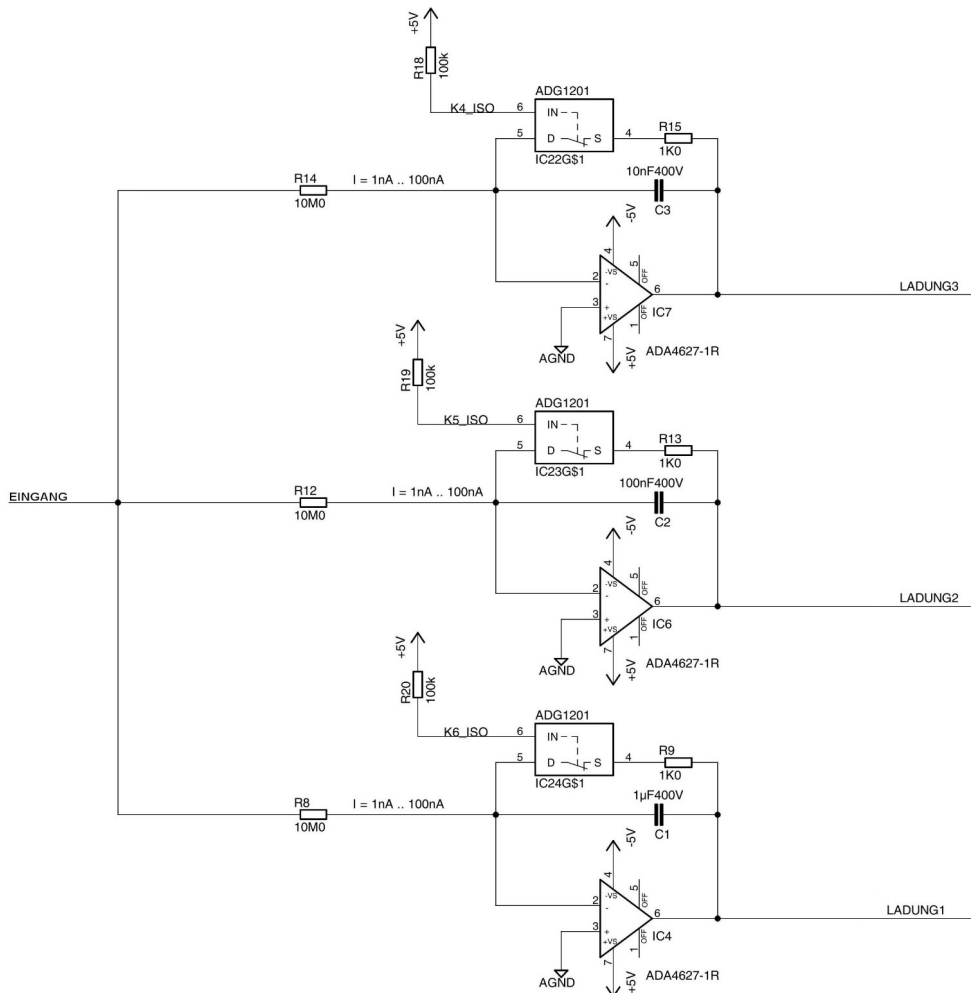 +5V
R18
100k
ADG1201
K4_ISO
6
IN
5
D
S
4
R15
1K0
IC22G$1
10nF400V
R14
10M0
I = 1nA .. 100nA
C3
-5V
4
-VS
5
OFF
2
-
3
+
+VS
7
6
1
OFF
IC7
LADUNG3
AGND
+5V
ADA4627-1R
+5V
R19
100k
ADG1201
K5_ISO
6
IN
5
D
S
4
R13
1K0
IC23G$1
100nF400V
EINGANG
R12
10M0
I = 1nA .. 100nA
C2
-5V
4
-VS
5
OFF
2
-
3
+
+VS
7
6
1
OFF
IC6
LADUNG2
AGND
+5V
ADA4627-1R
+5V
R20
100k
ADG1201
K6_ISO
6
IN
5
D
S
4
R9
1K0
IC24G$1
1µF400V
R8
10M0
I = 1nA .. 100nA
C1
-5V
4
-VS
5
OFF
2
-
3
+
+VS
7
6
1
OFF
IC4
LADUNG1
AGND
+5V
ADA4627-1R